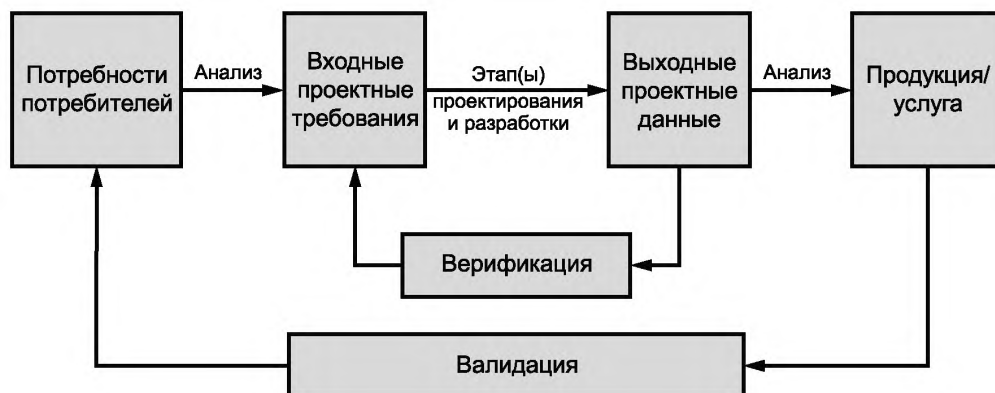 Потребности
потребителей
Анализ
Входные
проектные
требования
Этап(ы)
проектирования
и разработки
Выходные
проектные
данные
Анализ
Продукция/
услуга
Верификация
Валидация